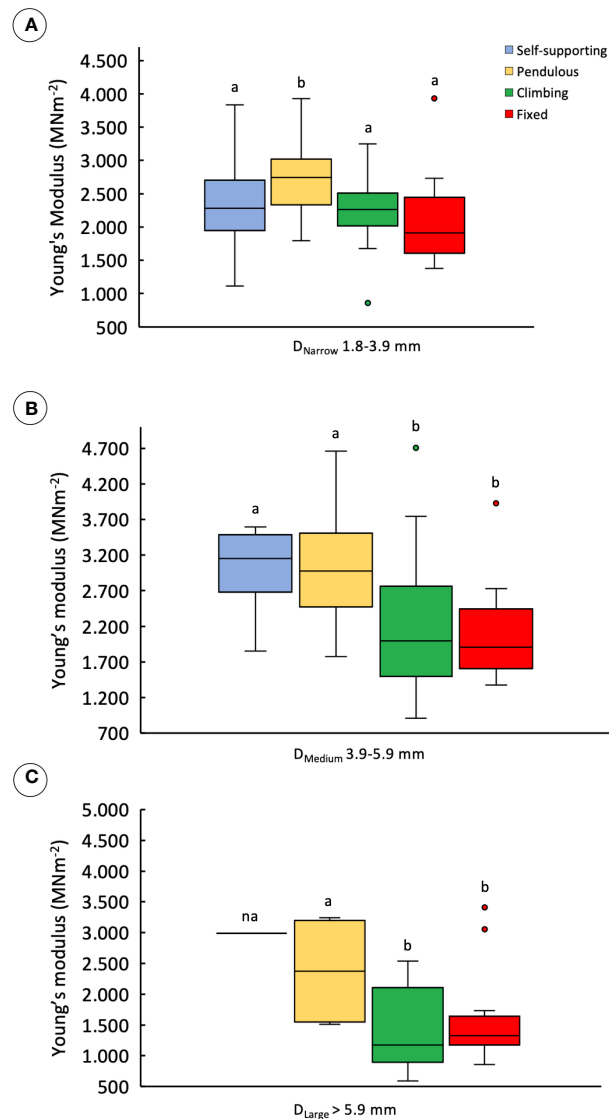 A
Self-supporting
Pendulous
Climbing
Fixed
Young's Modulus (MNm-2)
4.500
4.000
3.500
3.000
2.500
2.000
1.500
1.000
500
a
b
a
a
DNarrow 1.8-3.9 mm
B
Young’s modulus (MNm-2)
4.700
4.200
3.700
3.200
2.700
2.200
1.700
1.200
700
a
a
b
b
DMedium 3.9-5.9 mm
C
Young’s modulus (MNm-2)
5.000
4.500
4.000
3.500
3.000
2.500
2.000
1.500
1.000
500
na
a
b
b
DLarge > 5.9 mm